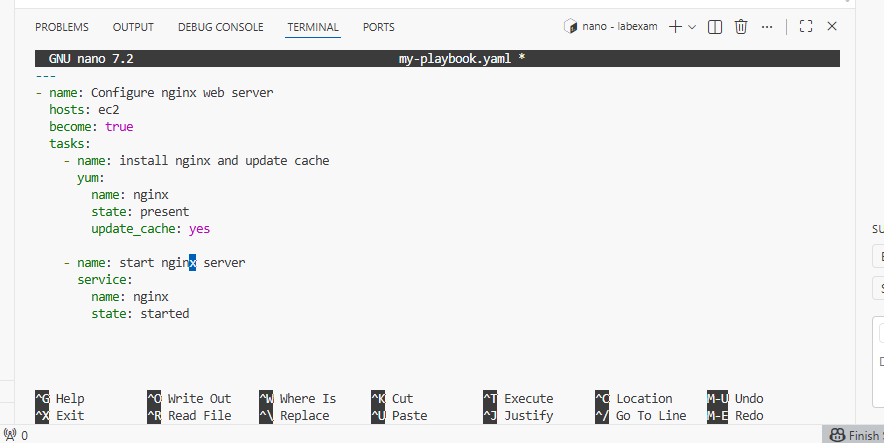 PROBLEMS OUTPUT DEBUG CONSOLE TERMINAL PORTS nano - labexam
GNU nano 7.2 my-playbook.yaml *
---
- name: Configure nginx web server
  hosts: ec2
  become: true
  tasks:
    - name: install nginx and update cache
      yum:
        name: nginx
        state: present
        update_cache: yes

    - name: start nginx server
      service:
        name: nginx
        state: started
^G Help ^O Write Out ^W Where Is ^K Cut ^T Execute ^C Location M-U Undo
^X Exit ^R Read File ^\ Replace ^U Paste ^J Justify ^/ Go To Line M-E Redo
0 Finish